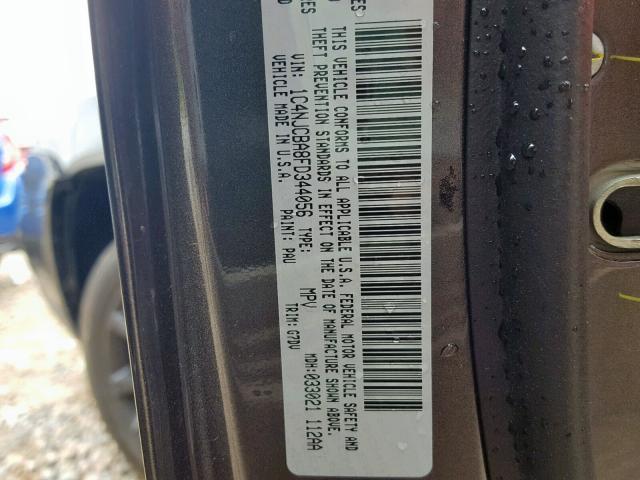 THIS VEHICLE CONFORMS TO ALL APPLICABLE U.S.A. FEDERAL MOTOR VEHICLE SAFETY AND
THEFT PREVENTION STANDARDS IN EFFECT ON THE DATE OF MANUFACTURE SHOWN ABOVE.
VIN: 1C4NJCBA8FD344056 TYPE: MPV MDH:033021 112AA
VEHICLE MADE IN U.S.A. PAINT: PAU TRIM: G7DV